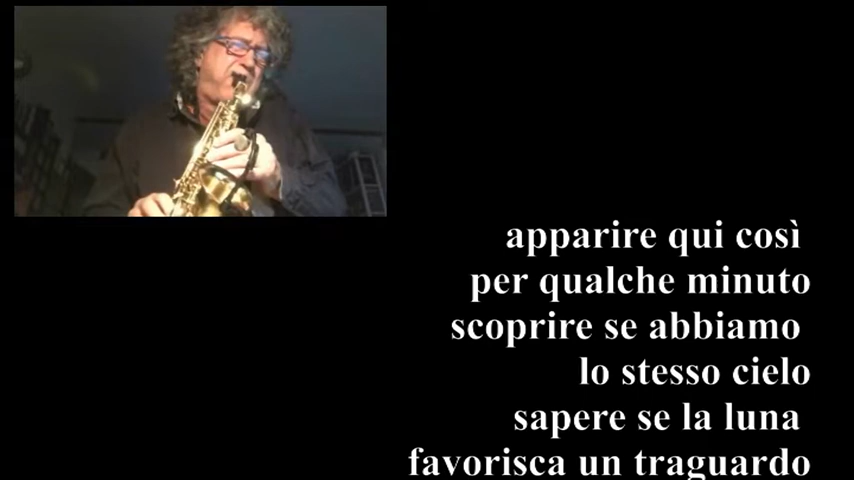 apparire qui così
per qualche minuto
scoprire se abbiamo
lo stesso cielo
sapere se la luna
favorisca un traguardo